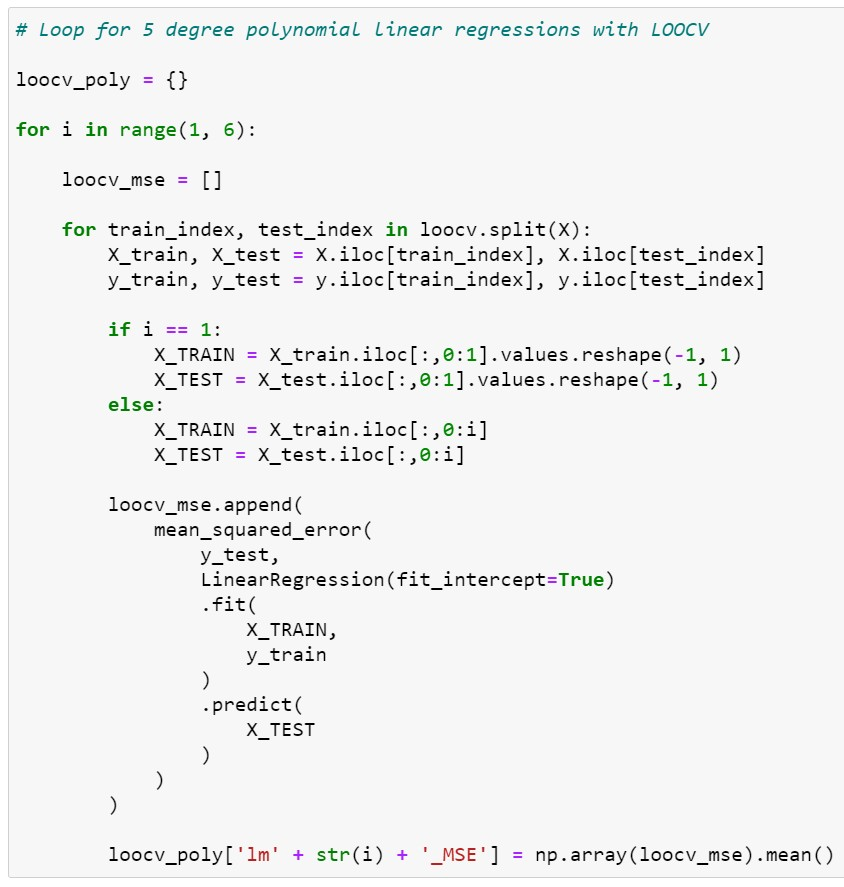 # Loop for 5 degree polynomial linear regressions with LOOCV
loocv_poly = {}
for i in range(1, 6):
    loocv_mse = []
    for train_index, test_index in loocv.split(X):
        X_train, X_test = X.iloc[train_index], X.iloc[test_index]
        y_train, y_test = y.iloc[train_index], y.iloc[test_index]
        if i == 1:
            X_TRAIN = X_train.iloc[:,0:1].values.reshape(-1, 1)
            X_TEST = X_test.iloc[:,0:1].values.reshape(-1, 1)
        else:
            X_TRAIN = X_train.iloc[:,0:i]
            X_TEST = X_test.iloc[:,0:i]
        loocv_mse.append(
            mean_squared_error(
                y_test,
                LinearRegression(fit_intercept=True)
                .fit(
                    X_TRAIN,
                    y_train
                )
                .predict(
                    X_TEST
                )
            )
        )
        loocv_poly['lm' + str(i) + '_MSE'] = np.array(loocv_mse).mean()